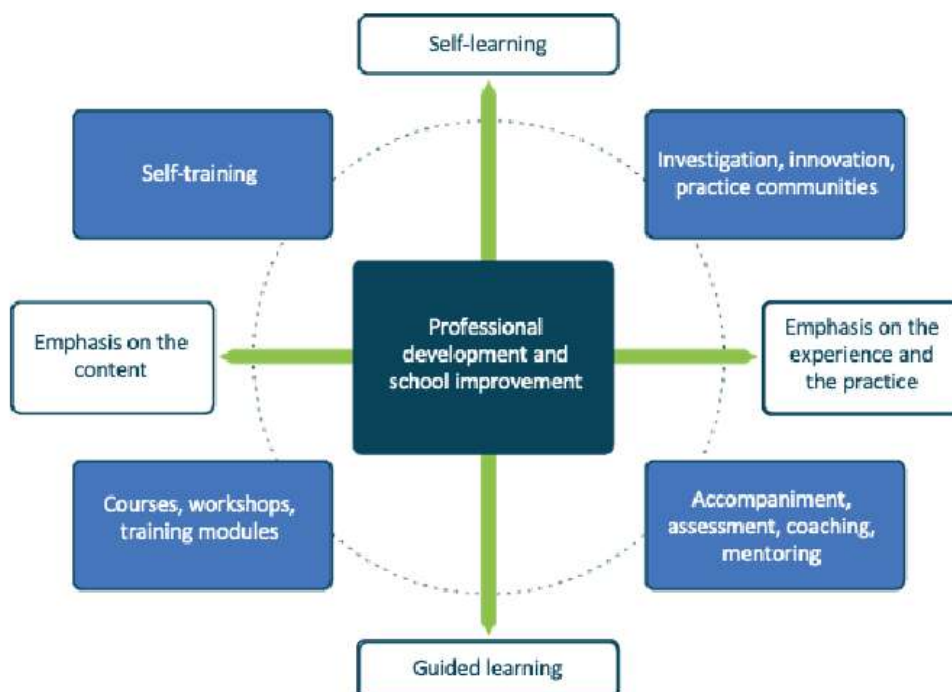 Self-learning
Self-training
Investigation, innovation,
practice communities
Emphasis on the
content
Professional
development and
school improvement
Emphasis on the
experience and
the practice
Courses, workshops,
training modules
Accompaniment,
assessment, coaching,
mentoring
Guided learning